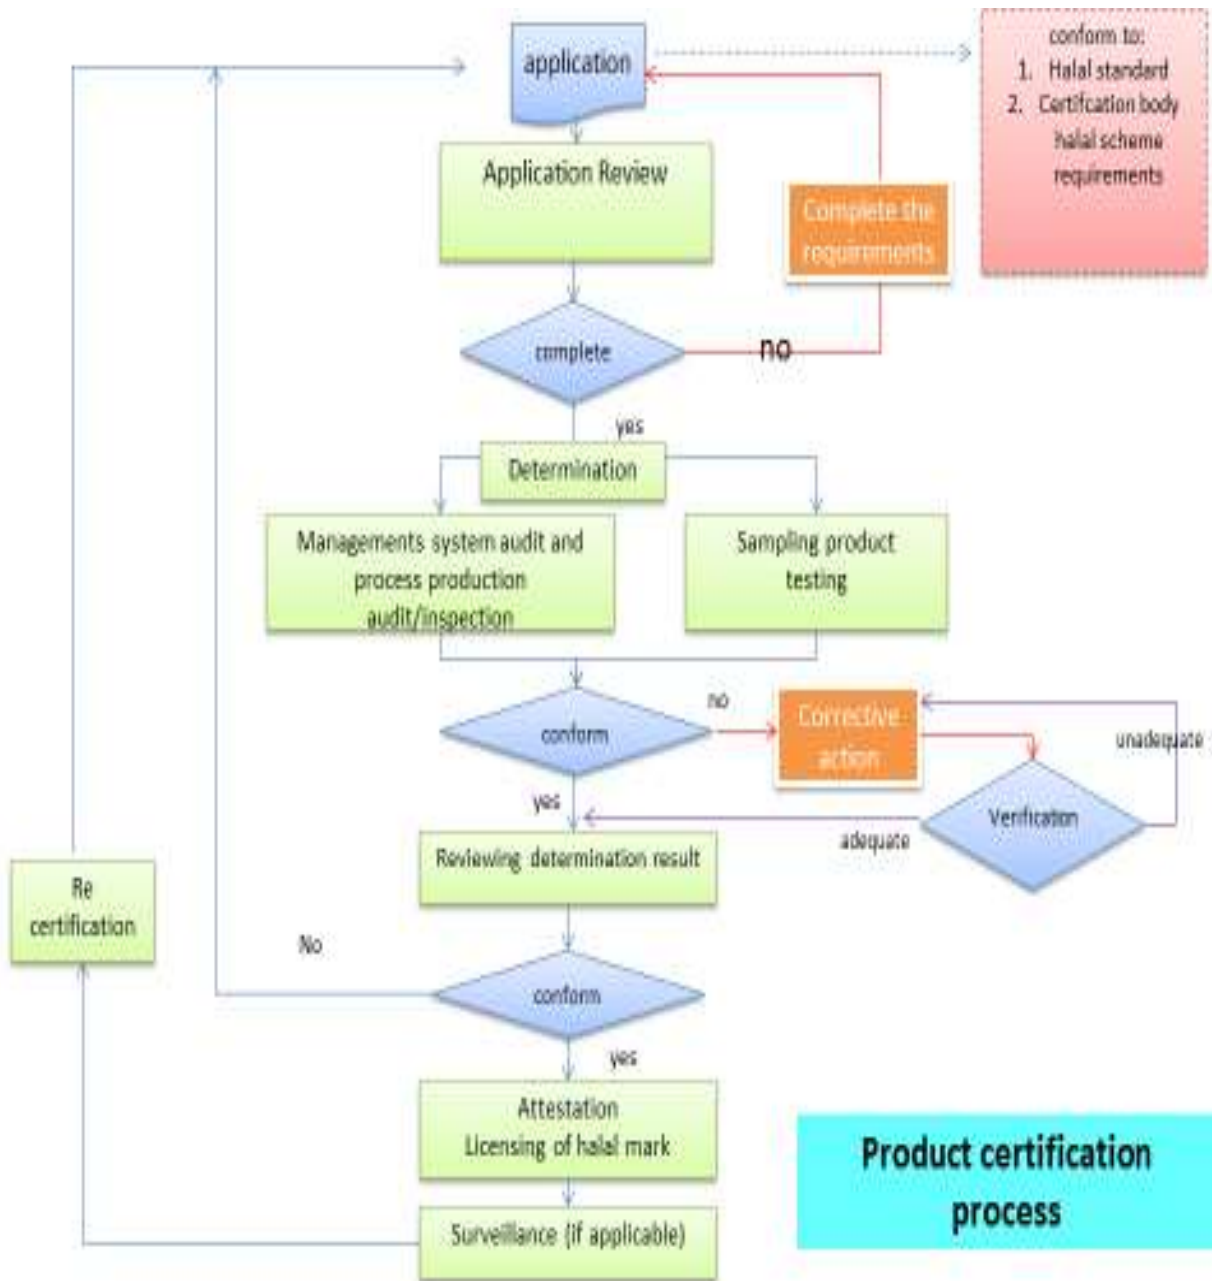 application
conform to:
1. Halal standard
2. Certifcation body
halal scheme
requirements
Application Review
Complete the
requirements
complete
no
yes
Determination
Managements system audit and
process production
audit/inspection
Sampling product
testing
conform
no
Corrective
action
unadequate
Verification
adequate
yes
Reviewing determination result
Re
certification
No
conform
yes
Attestation
Licensing of halal mark
Surveillance (if applicable)
Product certification
process